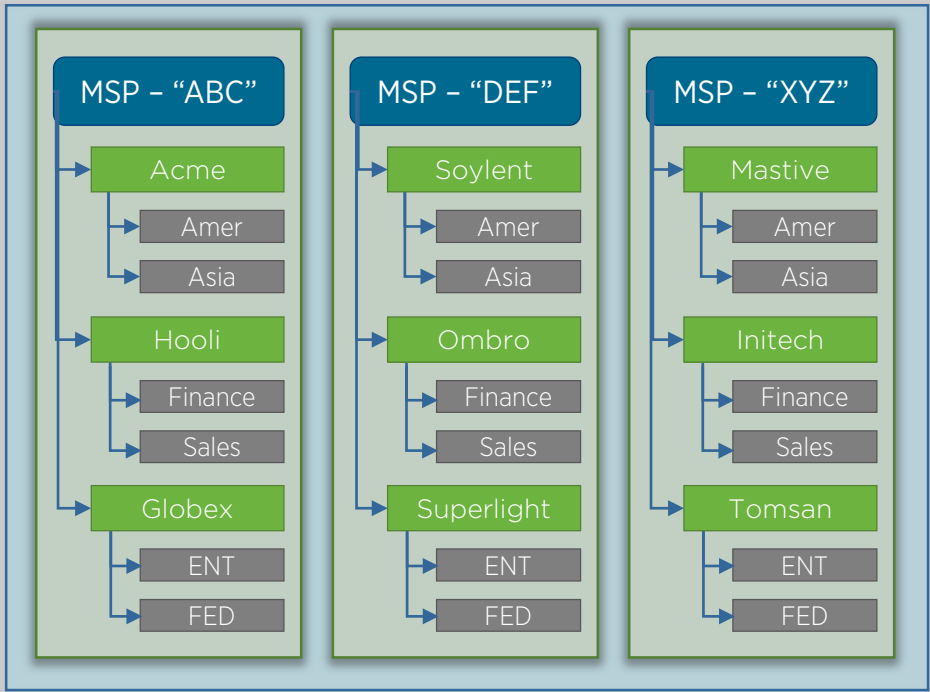 MSP – “ABC”
Acme
Amer
Asia
Hooli
Finance
Sales
Globex
ENT
FED
MSP – “DEF”
Soylent
Amer
Asia
Ombro
Finance
Sales
Superlight
ENT
FED
MSP – “XYZ”
Mastive
Amer
Asia
Initech
Finance
Sales
Tomsan
ENT
FED